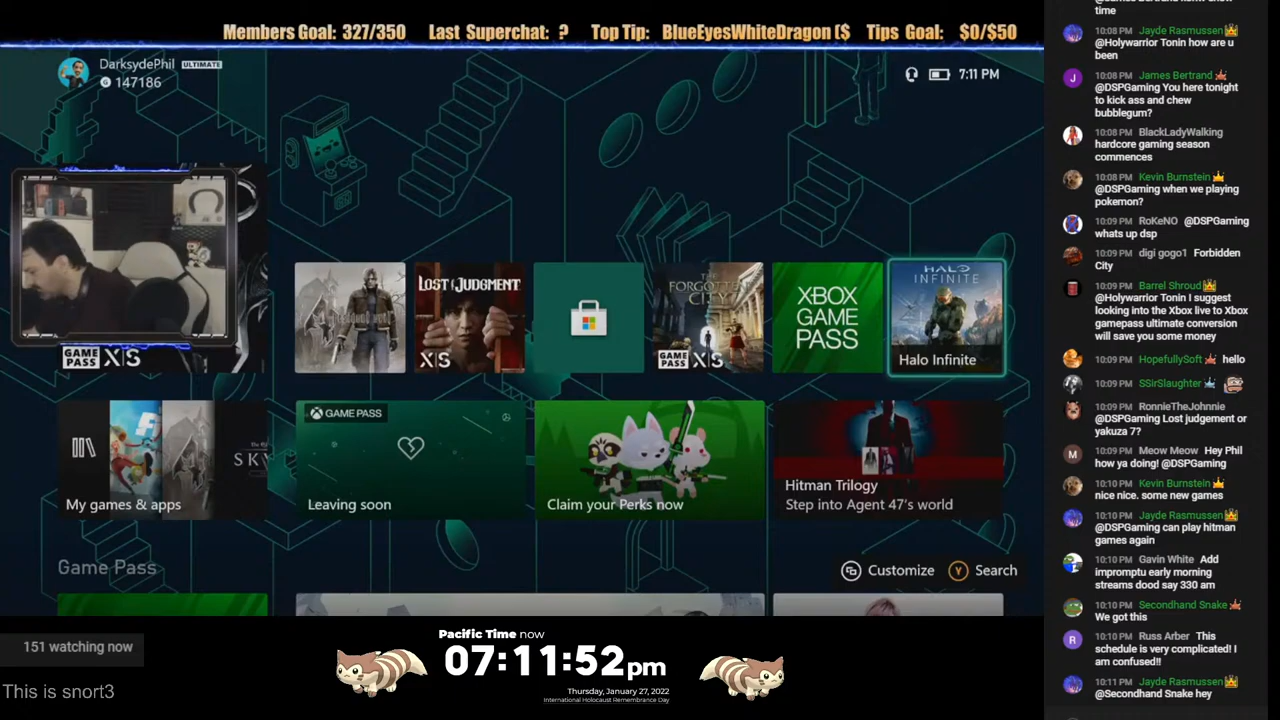 Members Goal: 327/350 Last Superchat: ? Top Tip: BlueEyesWhiteDragon ($ Tips Goal: $0/$50
DarksydePhil ULTIMATE
G 147186
7:11 PM
GAME PASS X|S
LOST JUDGMENT
X|S
THE FORGOTTEN CITY
GAME PASS X|S
XBOX
GAME
PASS
HALO
INFINITE
Halo Infinite
My games & apps
SK
GAME PASS
Leaving soon
Claim your Perks now
Hitman Trilogy
Step into Agent 47's world
Game Pass
Customize
Y Search
151 watching now
This is snort3
Pacific Time now
07:11:52pm
Thursday, January 27, 2022
International Holocaust Remembrance Day
time
10:08 PM Jayde Rasmussen
@Holywarrior Tonin how are u
been
J 10:08 PM James Bertrand
@DSPGaming You here tonight
to kick ass and chew
bubblegum?
10:08 PM BlackLadyWalking
hardcore gaming season
commences
10:08 PM Kevin Burnstein
@DSPGaming when we playing
pokemon?
10:09 PM RoKeNO @DSPGaming
whats up dsp
10:09 PM digi gogo1 Forbidden
City
10:09 PM Barrel Shroud
@Holywarrior Tonin I suggest
looking into the Xbox live to Xbox
gamepass ultimate conversion
will save you some money
10:09 PM HopefullySoft hello
10:09 PM SSirSlaughter
10:09 PM RonnieTheJohnnie
@DSPGaming Lost judgement or
yakuza 7?
M 10:09 PM Meow Meow Hey Phil
how ya doing! @DSPGaming
10:10 PM Kevin Burnstein
nice nice. some new games
10:10 PM Jayde Rasmussen
@DSPGaming can play hitman
games again
10:10 PM Gavin White Add
impromptu early morning
streams dood say 330 am
10:10 PM Secondhand Snake
We got this
R 10:10 PM Russ Arber This
schedule is very complicated! I
am confused!!
10:11 PM Jayde Rasmussen
@Secondhand Snake hey